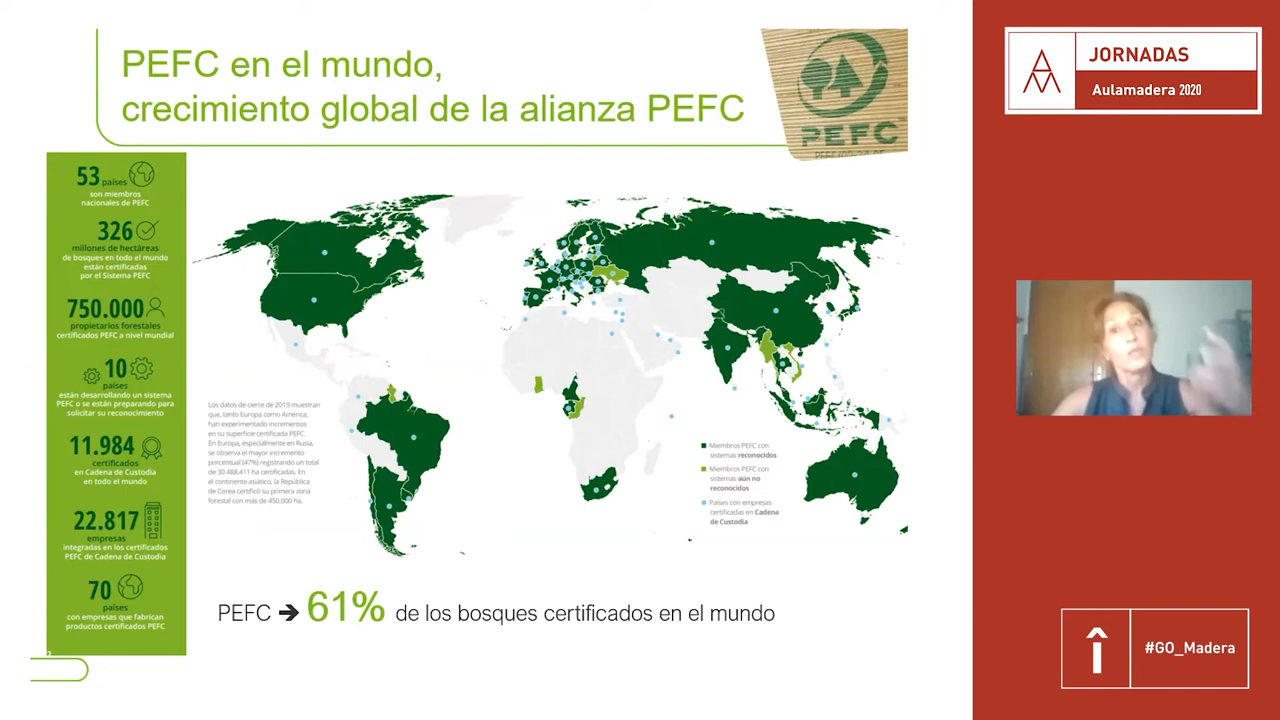 PEFC en el mundo,
crecimiento global de la alianza PEFC
PEFC
53 países
son miembros
nacionales de PEFC
326
millones de hectáreas
de bosques en todo el mundo
están certificadas
por el Sistema PEFC
750.000
propietarios forestales
certificados PEFC a nivel mundial
10
países
están desarrollando un sistema
PEFC o se están preparando para
solicitar su reconocimiento
11.984
certificados
en Cadena de Custodia
en todo el mundo
22.817
empresas
integradas en los certificados
PEFC de Cadena de Custodia
70
países
con empresas que fabrican
productos certificados PEFC
Los datos de cierre de 2019 muestran
que, tanto Europa como América,
han experimentado incrementos
en su superficie certificada PEFC.
En Europa, especialmente en Rusia,
se observa el mayor incremento
porcentual (47%) registrando un total
de 30.488.411 ha certificadas. En
el continente asiático, la República
de Corea certificó su primera zona
forestal con más de 450.000 ha.
Miembros PEFC con
sistemas reconocidos
Miembros PEFC con
sistemas aún no
reconocidos
Países con empresas
certificadas en Cadena
de Custodia
PEFC ➔ 61% de los bosques certificados en el mundo
JORNADAS
Aulamadera 2020
#GO_Madera